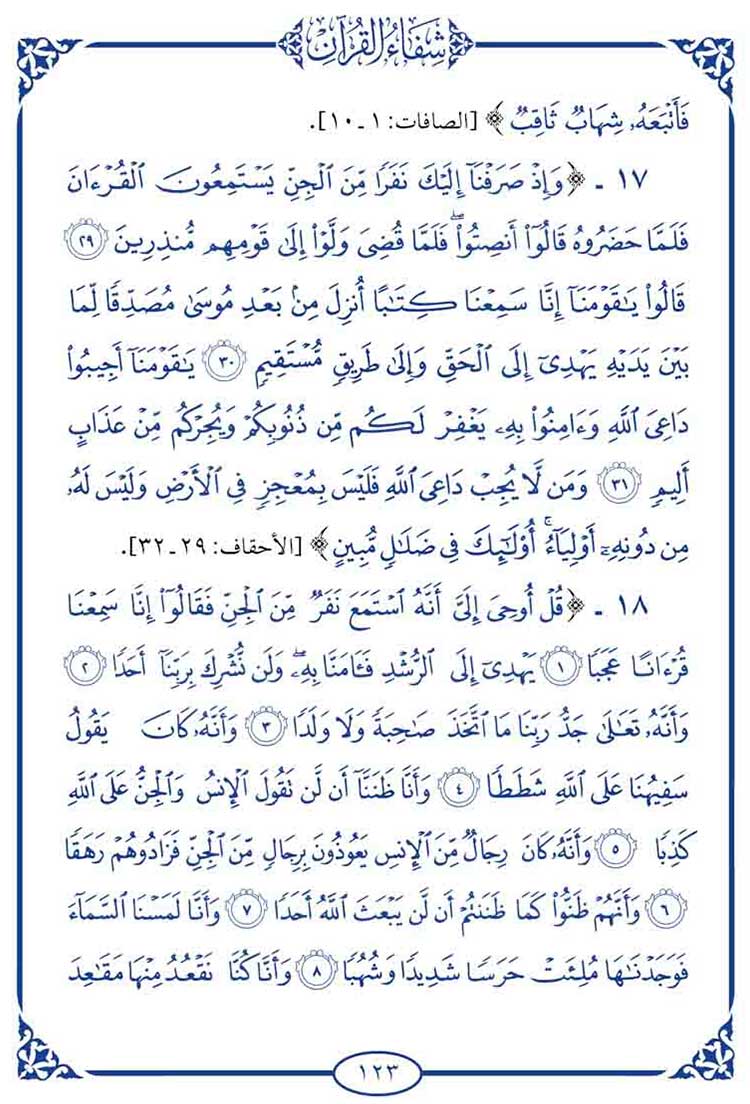 شِفَاءُ القُرآنِ
فَأَتْبَعَهُۥ شِهَابٌ ثَاقِبٌ ﴾ [الصافات: ١ ـ ١٠].
١٧ ـ ﴿ وَإِذْ صَرَفْنَآ إِلَيْكَ نَفَرًا مِّنَ ٱلْجِنِّ يَسْتَمِعُونَ ٱلْقُرْءَانَ
فَلَمَّا حَضَرُوهُ قَالُوٓا۟ أَنصِتُوا۟ ۖ فَلَمَّا قُضِىَ وَلَّوْا۟ إِلَىٰ قَوْمِهِم مُّنذِرِينَ ٢٩
قَالُوا۟ يَـٰقَوْمَنَآ إِنَّا سَمِعْنَا كِتَـٰبًا أُنزِلَ مِنۢ بَعْدِ مُوسَىٰ مُصَدِّقًا لِّمَا
بَيْنَ يَدَيْهِ يَهْدِىٓ إِلَى ٱلْحَقِّ وَإِلَىٰ طَرِيقٍ مُّسْتَقِيمٍ ٣٠ يَـٰقَوْمَنَآ أَجِيبُوا۟
دَاعِىَ ٱللَّهِ وَءَامِنُوا۟ بِهِۦ يَغْفِرْ لَكُم مِّن ذُنُوبِكُمْ وَيُجِرْكُم مِّنْ عَذَابٍ
أَلِيمٍ ٣١ وَمَن لَّا يُجِبْ دَاعِىَ ٱللَّهِ فَلَيْسَ بِمُعْجِزٍ فِى ٱلْأَرْضِ وَلَيْسَ لَهُۥ
مِن دُونِهِۦٓ أَوْلِيَآءُ ۚ أُو۟لَـٰٓئِكَ فِى ضَلَـٰلٍ مُّبِينٍ ﴾ [الأحقاف: ٢٩ ـ ٣٢].
١٨ ـ ﴿ قُلْ أُوحِىَ إِلَىَّ أَنَّهُ ٱسْتَمَعَ نَفَرٌ مِّنَ ٱلْجِنِّ فَقَالُوٓا۟ إِنَّا سَمِعْنَا
قُرْءَانًا عَجَبًا ١ يَهْدِىٓ إِلَى ٱلرُّشْدِ فَـَٔامَنَّا بِهِۦ ۖ وَلَن نُّشْرِكَ بِرَبِّنَآ أَحَدًا ٢
وَأَنَّهُۥ تَعَـٰلَىٰ جَدُّ رَبِّنَا مَا ٱتَّخَذَ صَـٰحِبَةً وَلَا وَلَدًا ٣ وَأَنَّهُۥ كَانَ يَقُولُ
سَفِيهُنَا عَلَى ٱللَّهِ شَطَطًا ٤ وَأَنَّا ظَنَنَّآ أَن لَّن تَقُولَ ٱلْإِنسُ وَٱلْجِنُّ عَلَى ٱللَّهِ
كَذِبًا ٥ وَأَنَّهُۥ كَانَ رِجَالٌ مِّنَ ٱلْإِنسِ يَعُوذُونَ بِرِجَالٍ مِّنَ ٱلْجِنِّ فَزَادُوهُمْ رَهَقًا
٦ وَأَنَّهُمْ ظَنُّوا۟ كَمَا ظَنَنتُمْ أَن لَّن يَبْعَثَ ٱللَّهُ أَحَدًا ٧ وَأَنَّا لَمَسْنَا ٱلسَّمَآءَ
فَوَجَدْنَـٰهَا مُلِئَتْ حَرَسًا شَدِيدًا وَشُهُبًا ٨ وَأَنَّا كُنَّا نَقْعُدُ مِنْهَا مَقَـٰعِدَ
١٢٣